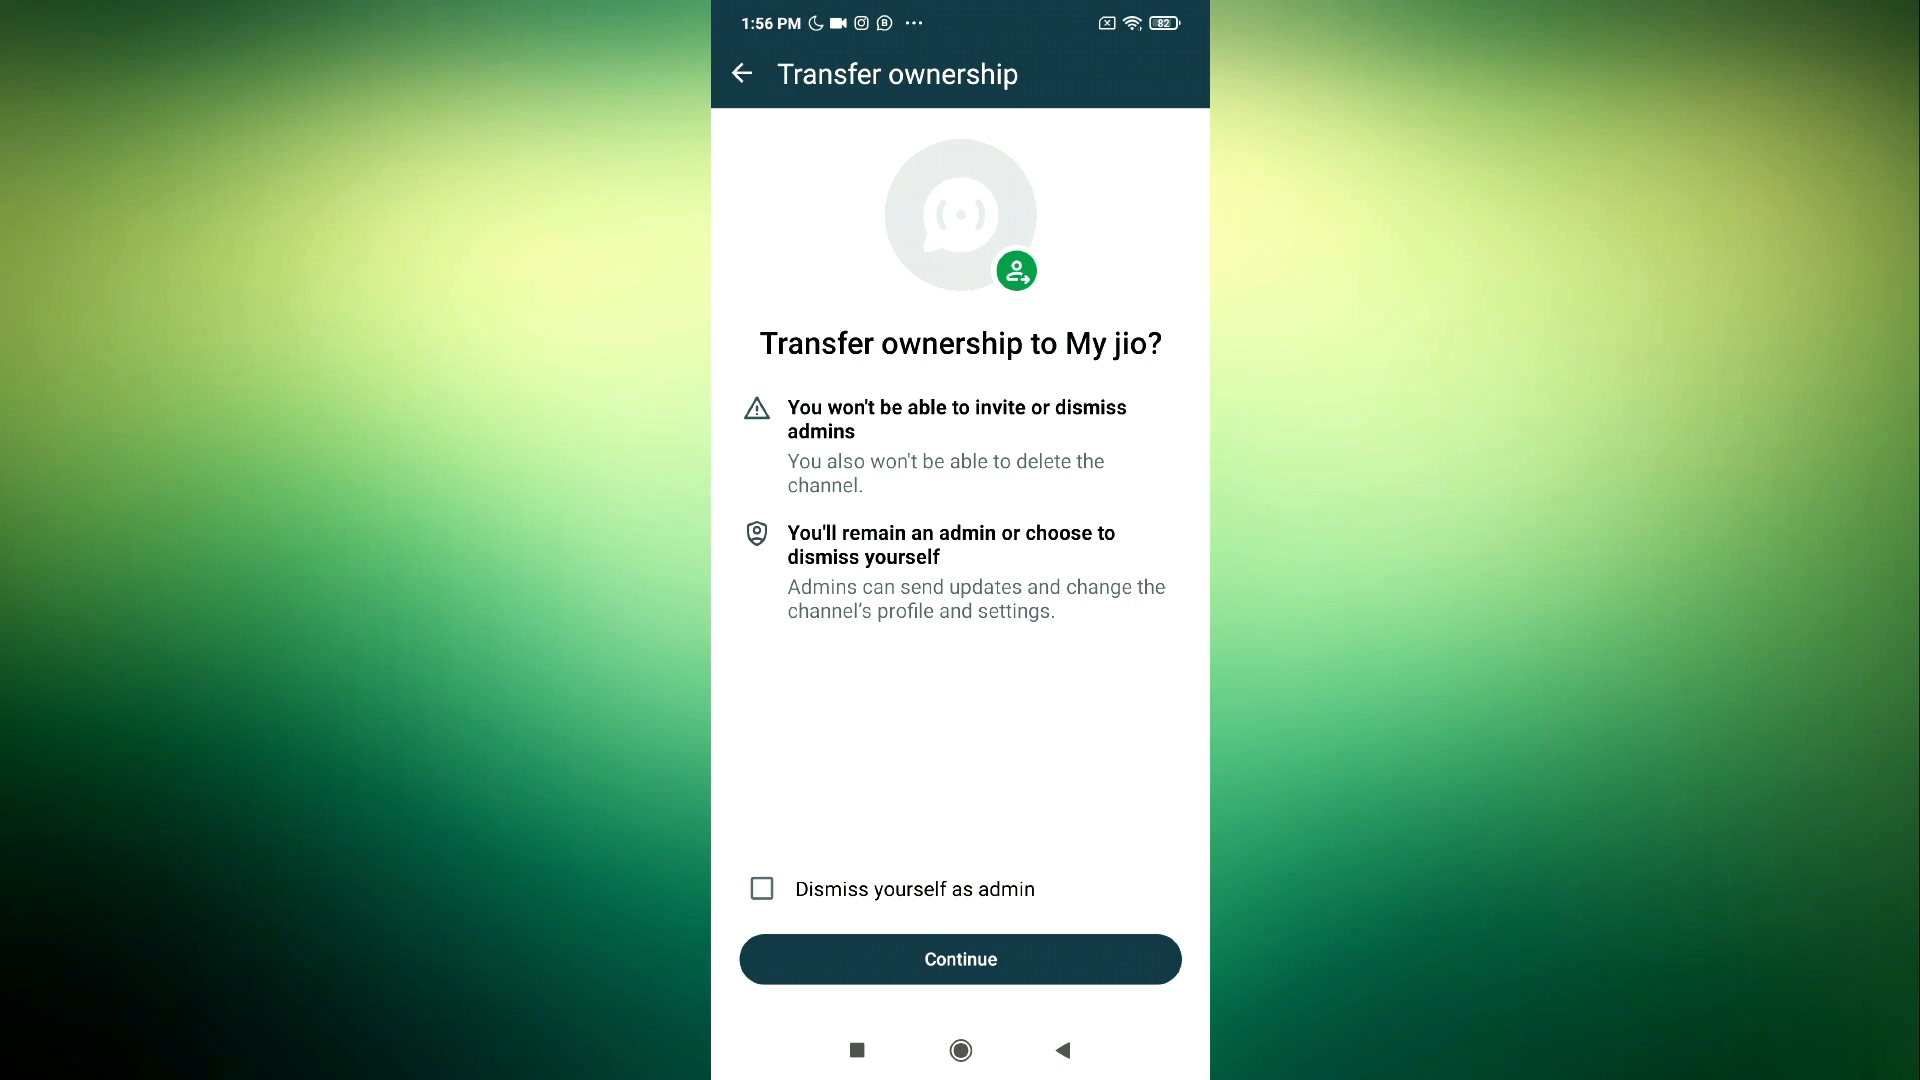 1:56 PM
82
Transfer ownership
Transfer ownership to My jio?
You won't be able to invite or dismiss
admins
You also won't be able to delete the
channel.
You'll remain an admin or choose to
dismiss yourself
Admins can send updates and change the
channel’s profile and settings.
Dismiss yourself as admin
Continue